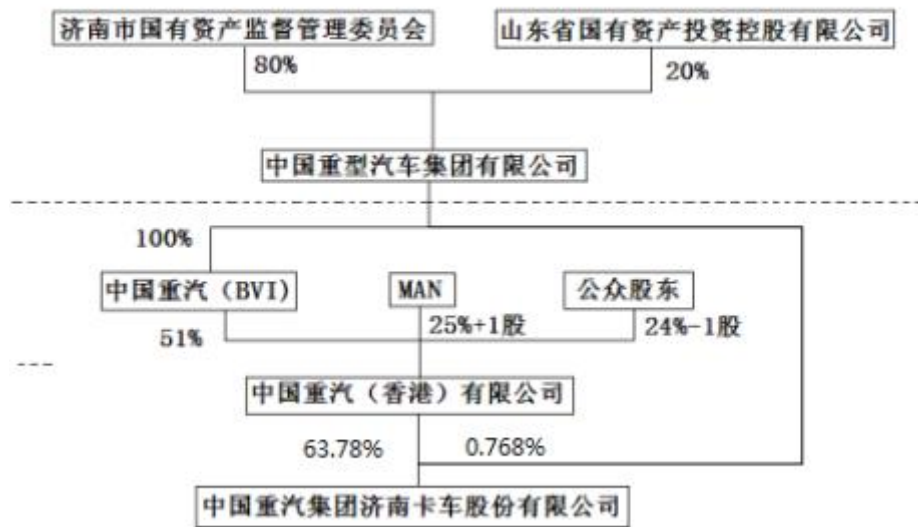 济南市国有资产监督管理委员会
山东省国有资产投资控股有限公司
80%
20%
中国重型汽车集团有限公司
100%
中国重汽（BVI）
MAN
公众股东
51%
25%+1股
24%-1股
中国重汽（香港）有限公司
63.78%
0.768%
中国重汽集团济南卡车股份有限公司